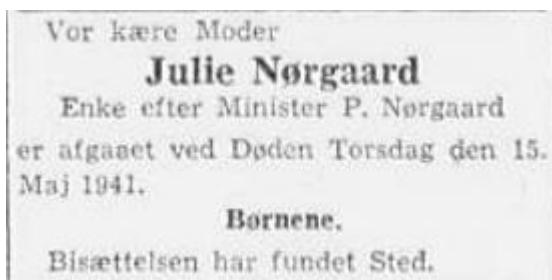 Vor kære Moder
Julie Nørgaard
Enke efter Minister P. Nørgaard
er afgaaet ved Døden Torsdag den 15.
Maj 1941.
Børnene.
Bisættelsen har fundet Sted.